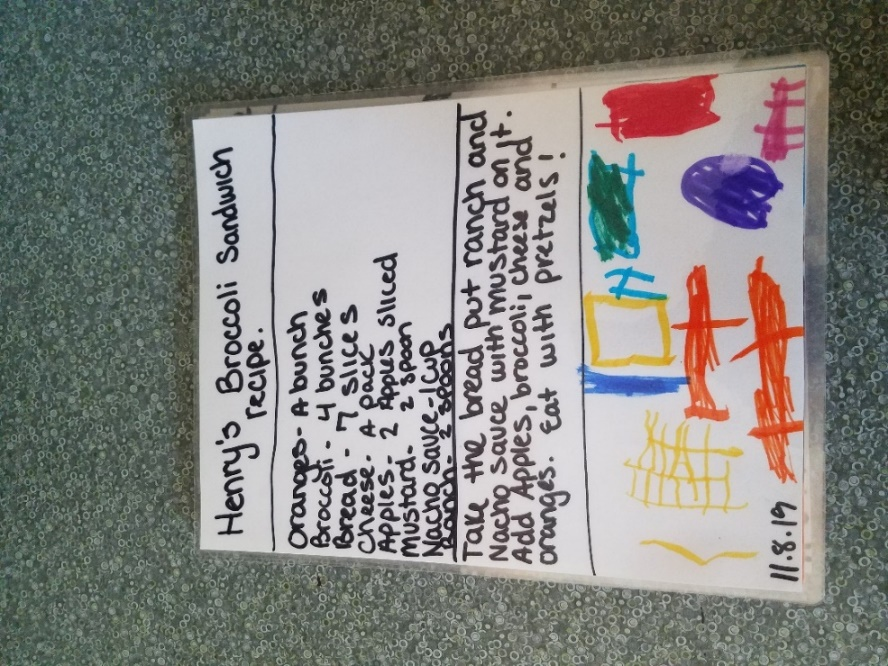 Henry's Broccoli Sandwich
recipe.
Oranges - A bunch
Broccoli - 4 bunches
Bread - 7 slices
Cheese - A pack
Apples - 2 Apples sliced
Mustard - 2 spoon
Nacho Sauce - 1 cup
Ranch - 2 spoons
Take the bread put ranch and
Nacho sauce with mustard on It.
Add Apples, broccoli, cheese and
oranges. Eat with pretzels!
11.8.19